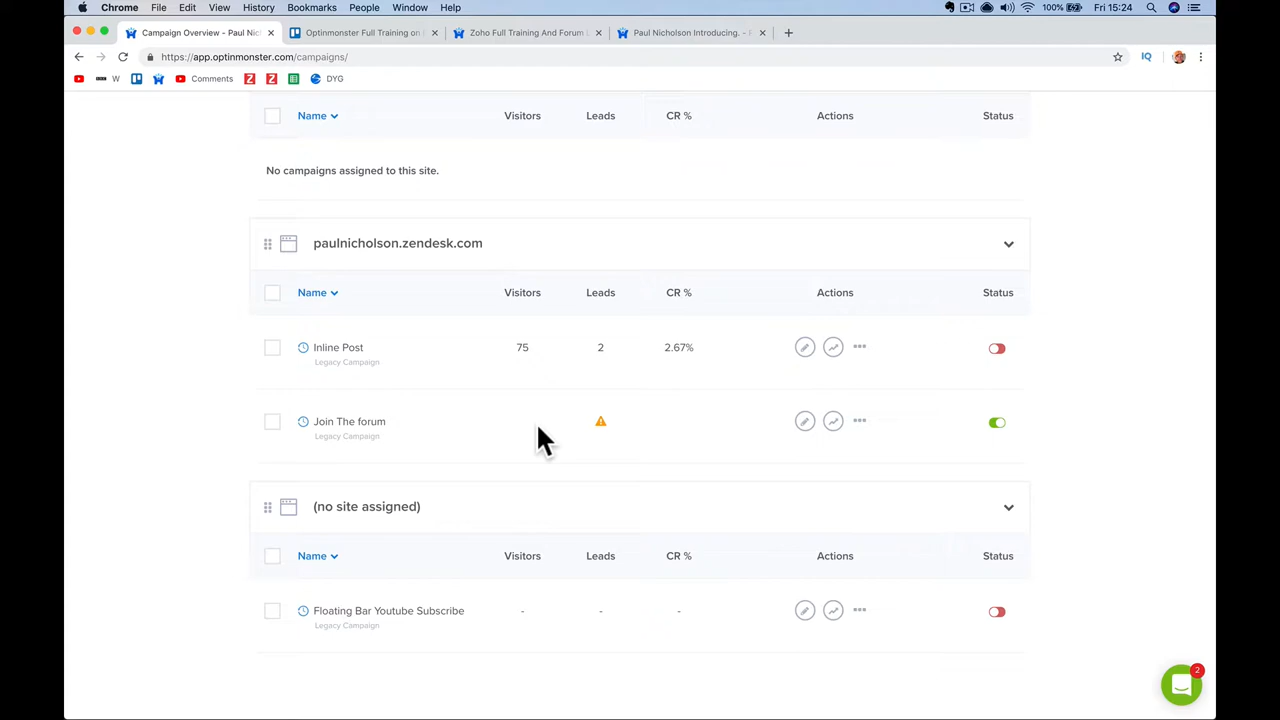 Chrome File Edit View History Bookmarks People Window Help 100% Fri 15:24
Campaign Overview - Paul Nic Optinmonster Full Training on Zoho Full Training And Forum Paul Nicholson Introducing. -
https://app.optinmonster.com/campaigns/ IQ
W Comments DYG
Name Visitors Leads CR % Actions Status
No campaigns assigned to this site.
paulnicholson.zendesk.com
Name Visitors Leads CR % Actions Status
Inline Post 75 2 2.67%
Legacy Campaign
Join The forum
Legacy Campaign
(no site assigned)
Name Visitors Leads CR % Actions Status
Floating Bar Youtube Subscribe - - -
Legacy Campaign
2